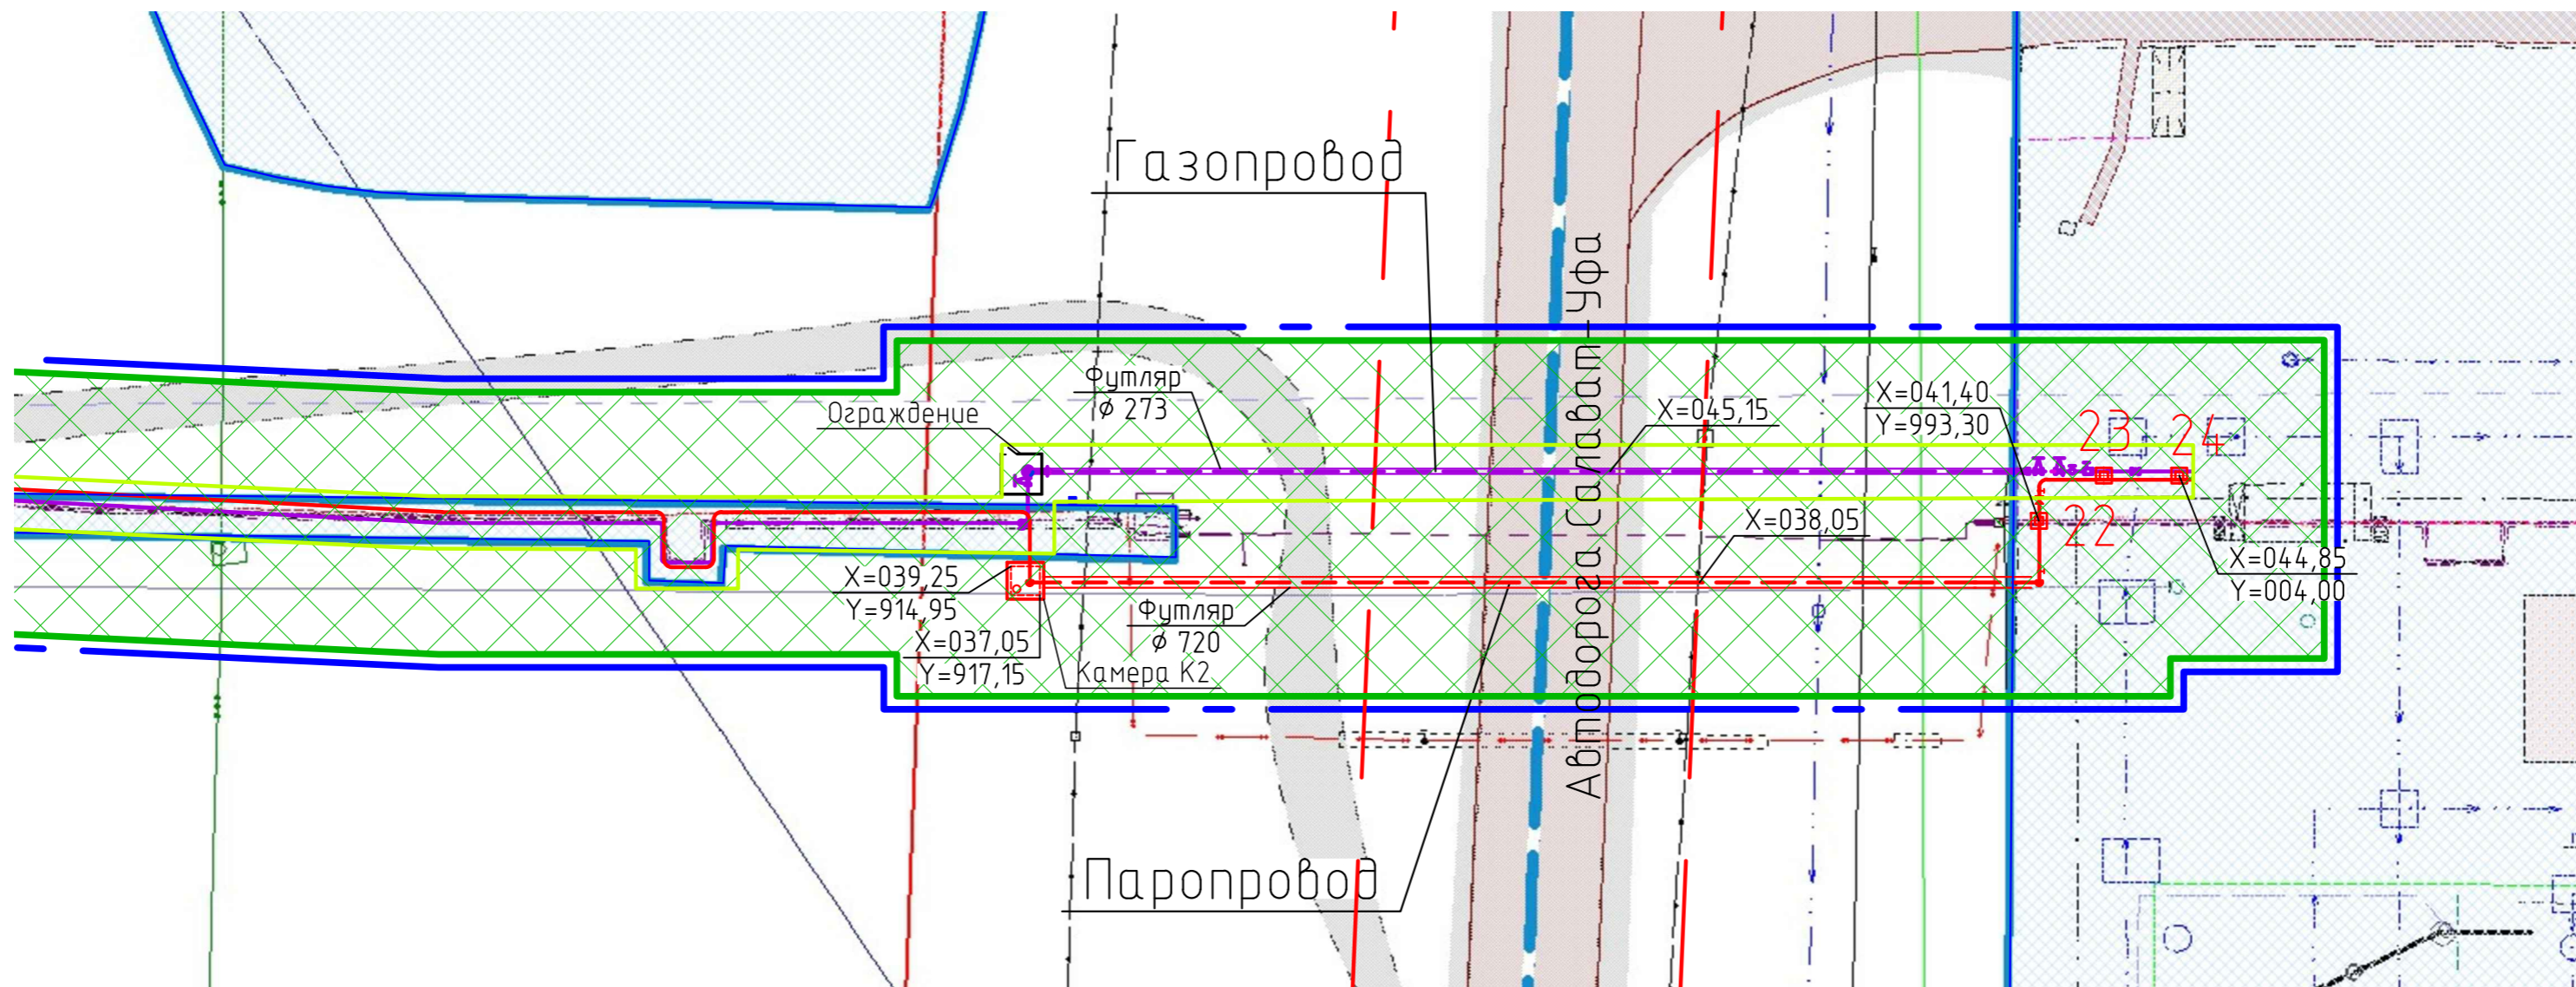 Газопровод
Автодорога Салават-Уфа
Футляр
ϕ 273
Ограждение
X=045,15
X=041,40
Y=993,30
23
24
22
X=038,05
X=044,85
Y=004,00
X=039,25
Y=914,95
Футляр
ϕ 720
X=037,05
Y=917,15
Камера К2
Паропровод